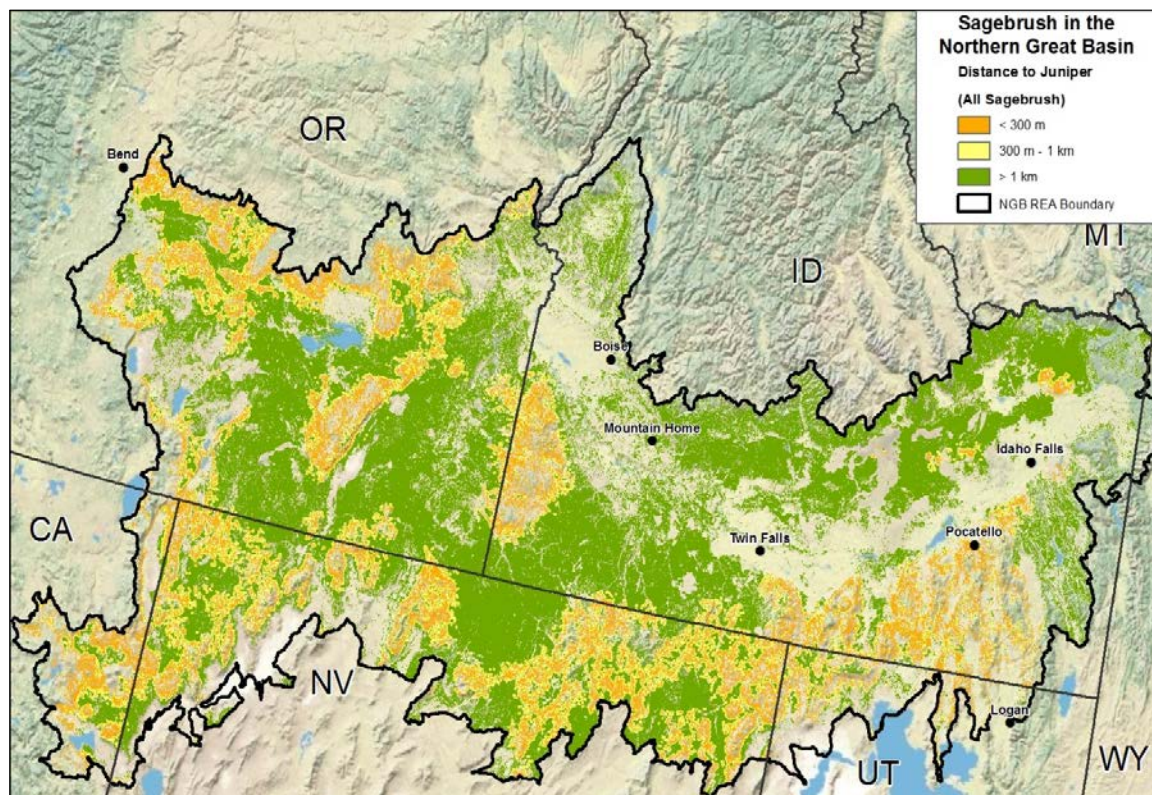 Sagebrush in the
Northern Great Basin
Distance to Juniper
(All Sagebrush)
< 300 m
300 m - 1 km
> 1 km
NGB REA Boundary
MT
OR
Bend
ID
Boise
Mountain Home
Idaho Falls
CA
Twin Falls
Pocatello
NV
Logan
UT
WY